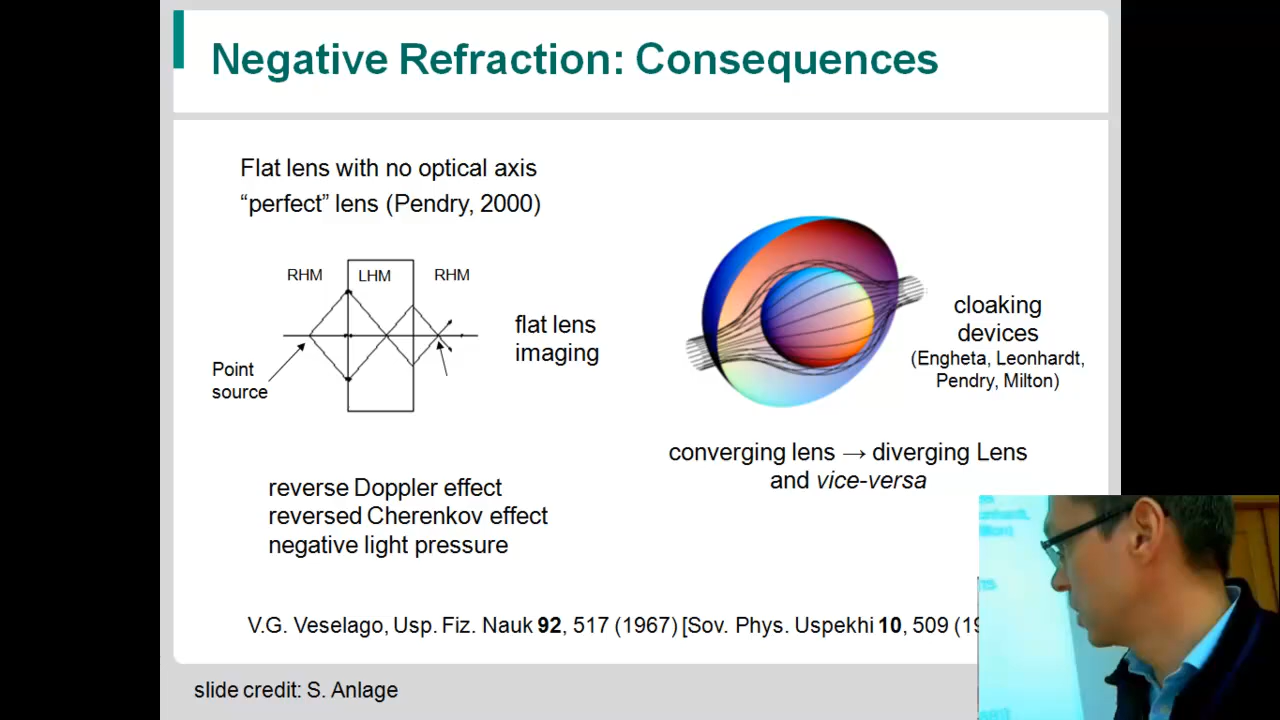 Negative Refraction: Consequences
Flat lens with no optical axis
“perfect” lens (Pendry, 2000)
RHM
LHM
RHM
Point
source
flat lens
imaging
cloaking
devices
(Engheta, Leonhardt,
Pendry, Milton)
converging lens → diverging Lens
and vice-versa
reverse Doppler effect
reversed Cherenkov effect
negative light pressure
V.G. Veselago, Usp. Fiz. Nauk 92, 517 (1967) [Sov. Phys. Uspekhi 10, 509
slide credit: S. Anlage